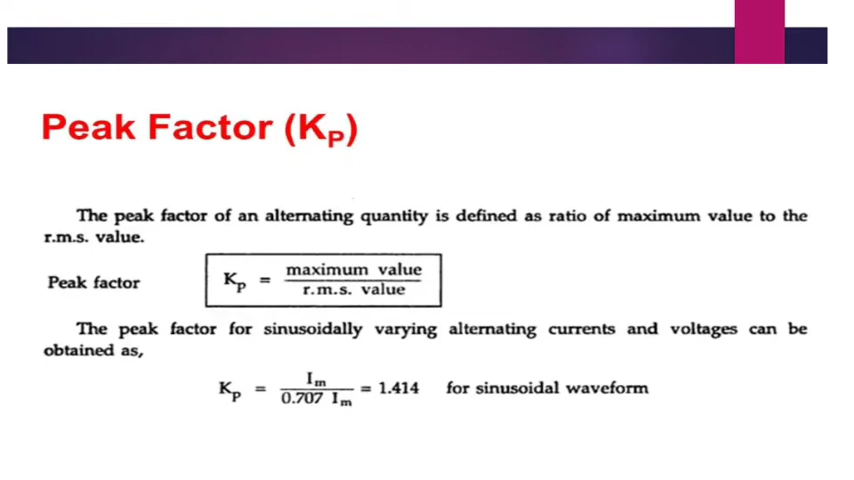 Peak Factor (KP)
The peak factor of an alternating quantity is defined as ratio of maximum value to the
r.m.s. value.
Peak factor Kp = maximum value / r.m.s. value
The peak factor for sinusoidally varying alternating currents and voltages can be
obtained as,
Kp = Im / 0.707 Im = 1.414 for sinusoidal waveform